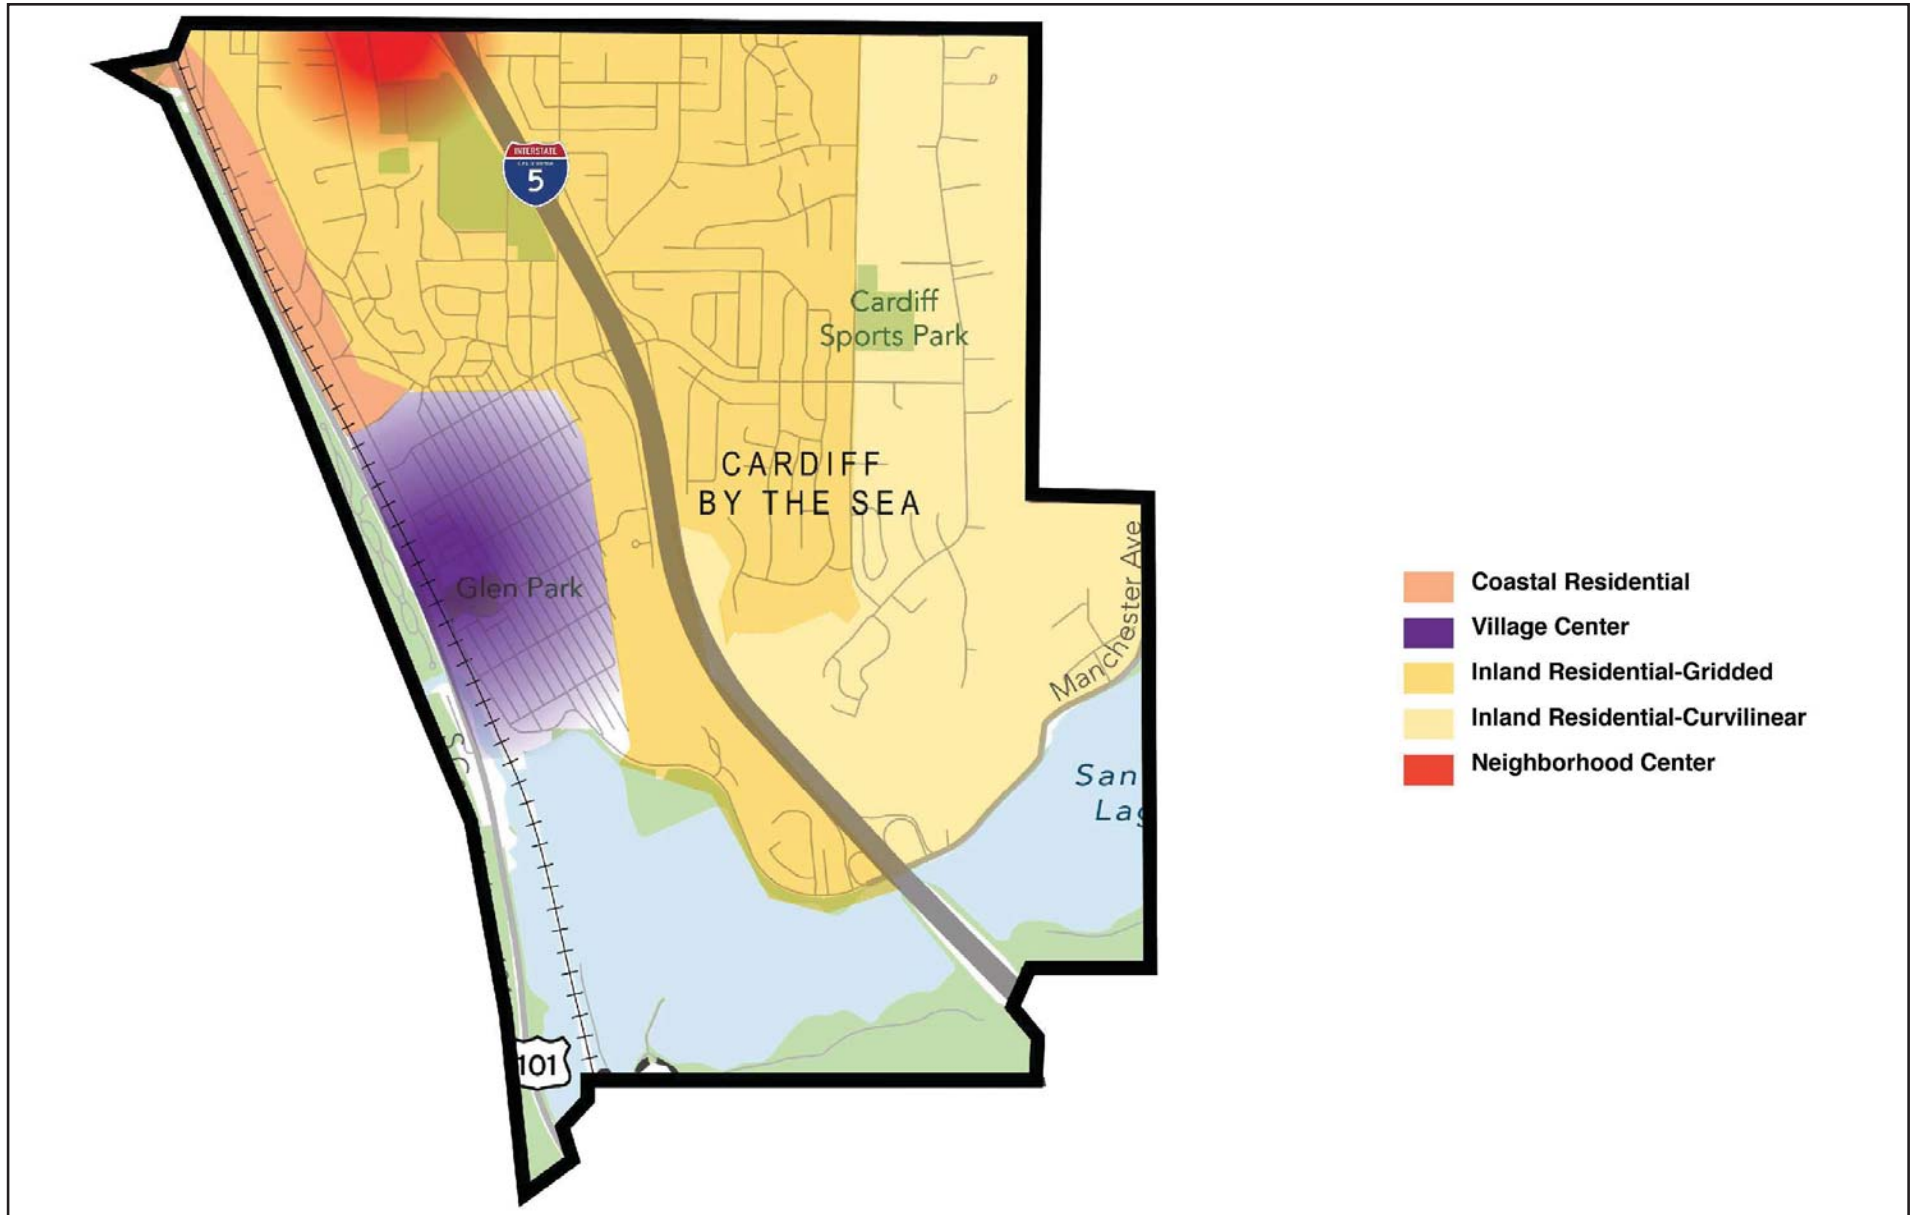 INTERSTATE
5
Cardiff
Sports Park
CARDIFF
BY THE SEA
Glen Park
Manchester Ave
San
Lag
101
Coastal Residential
Village Center
Inland Residential-Gridded
Inland Residential-Curvilinear
Neighborhood Center